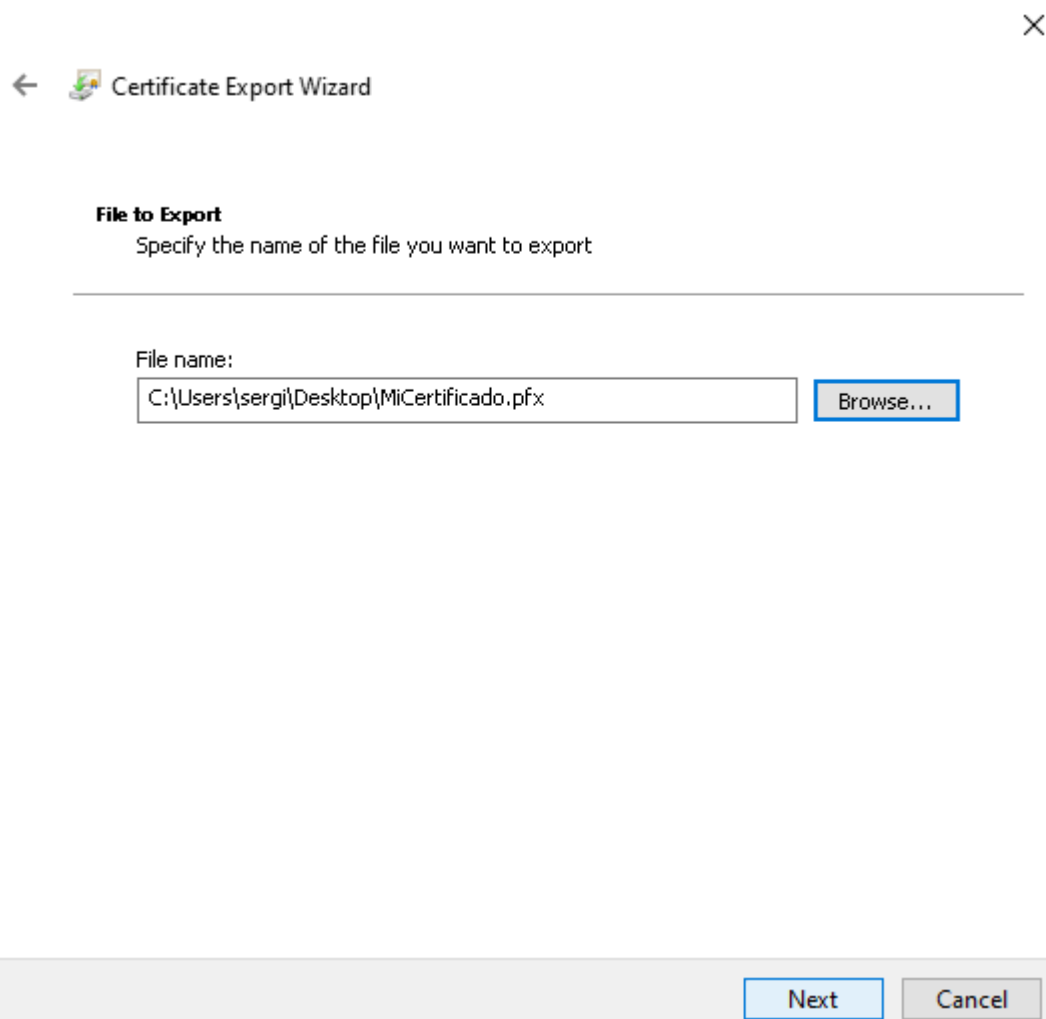 Certificate Export Wizard
File to Export
Specify the name of the file you want to export
File name:
C:\Users\sergi\Desktop\MiCertificado.pfx
Browse...
Next
Cancel